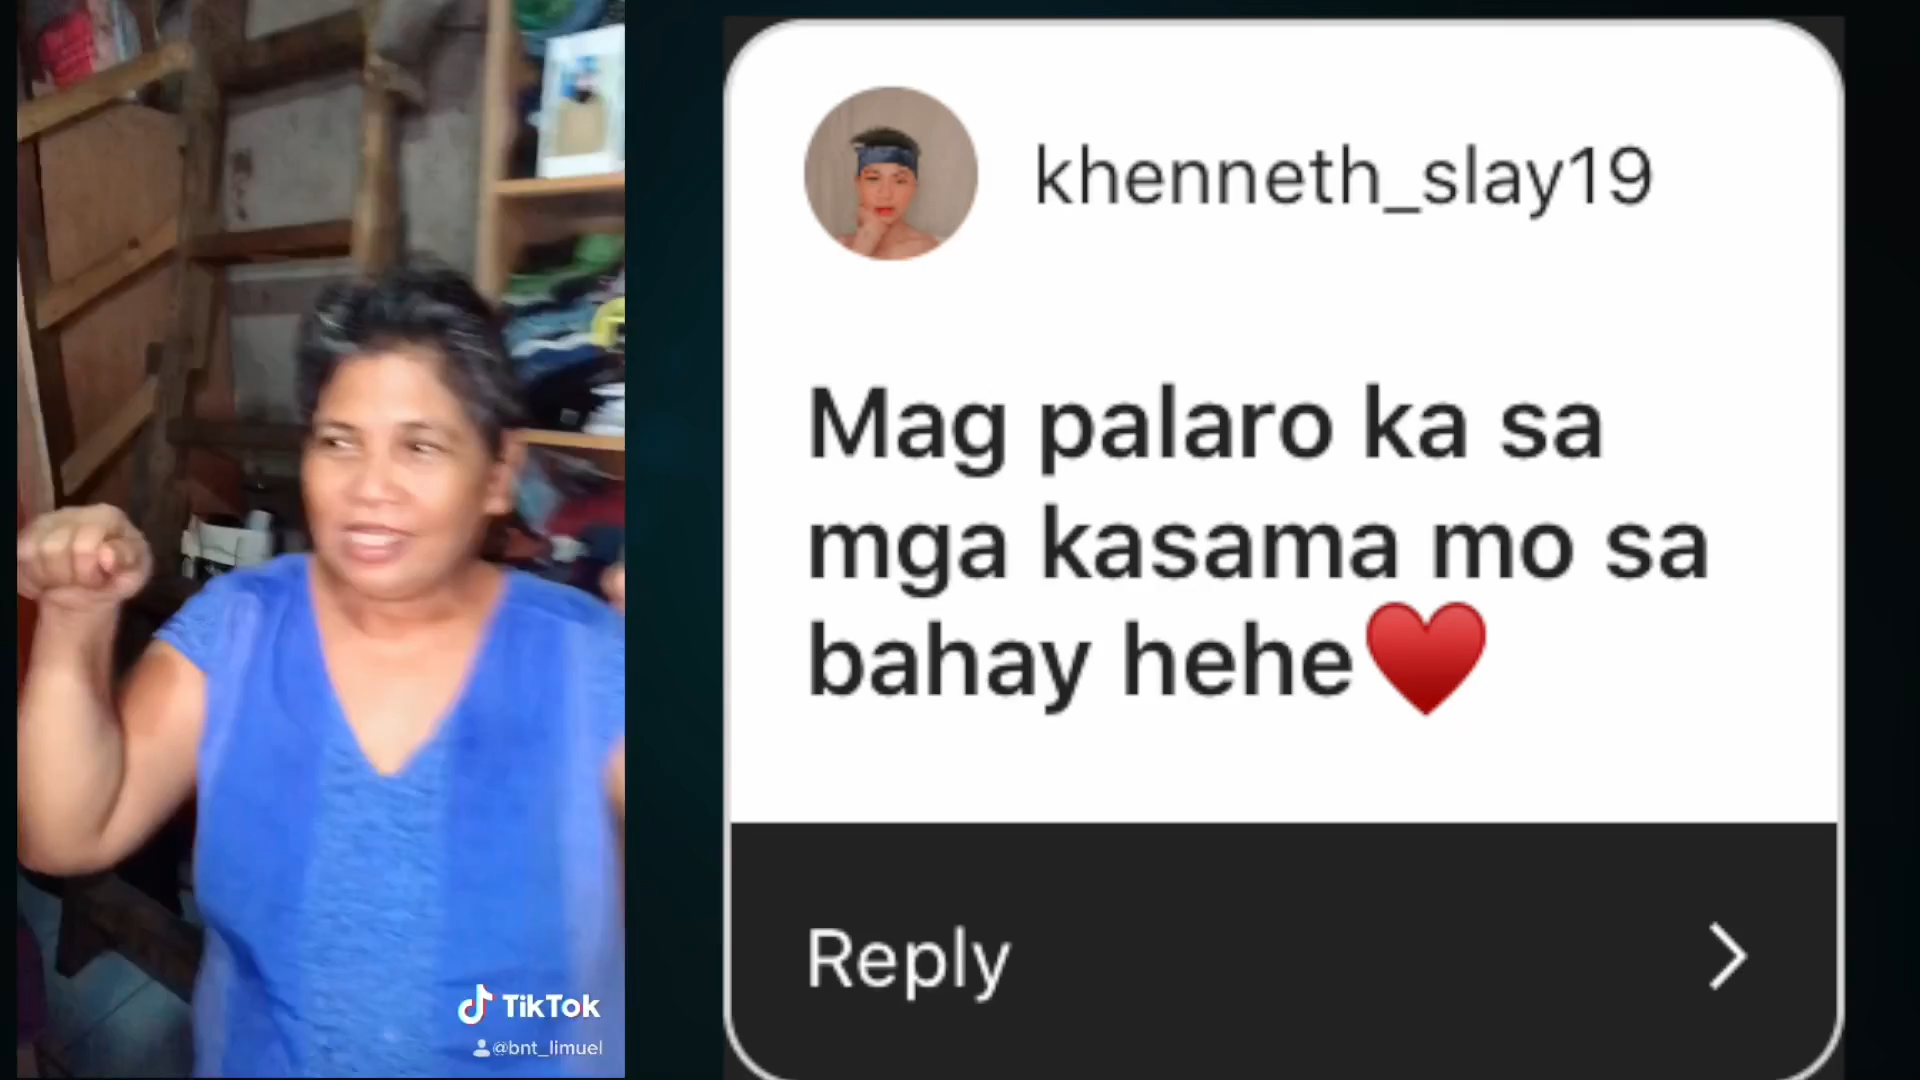 khenneth_slay19
Mag palaro ka sa
mga kasama mo sa
bahay hehe❤️
Reply
TikTok
@bnt_limuel